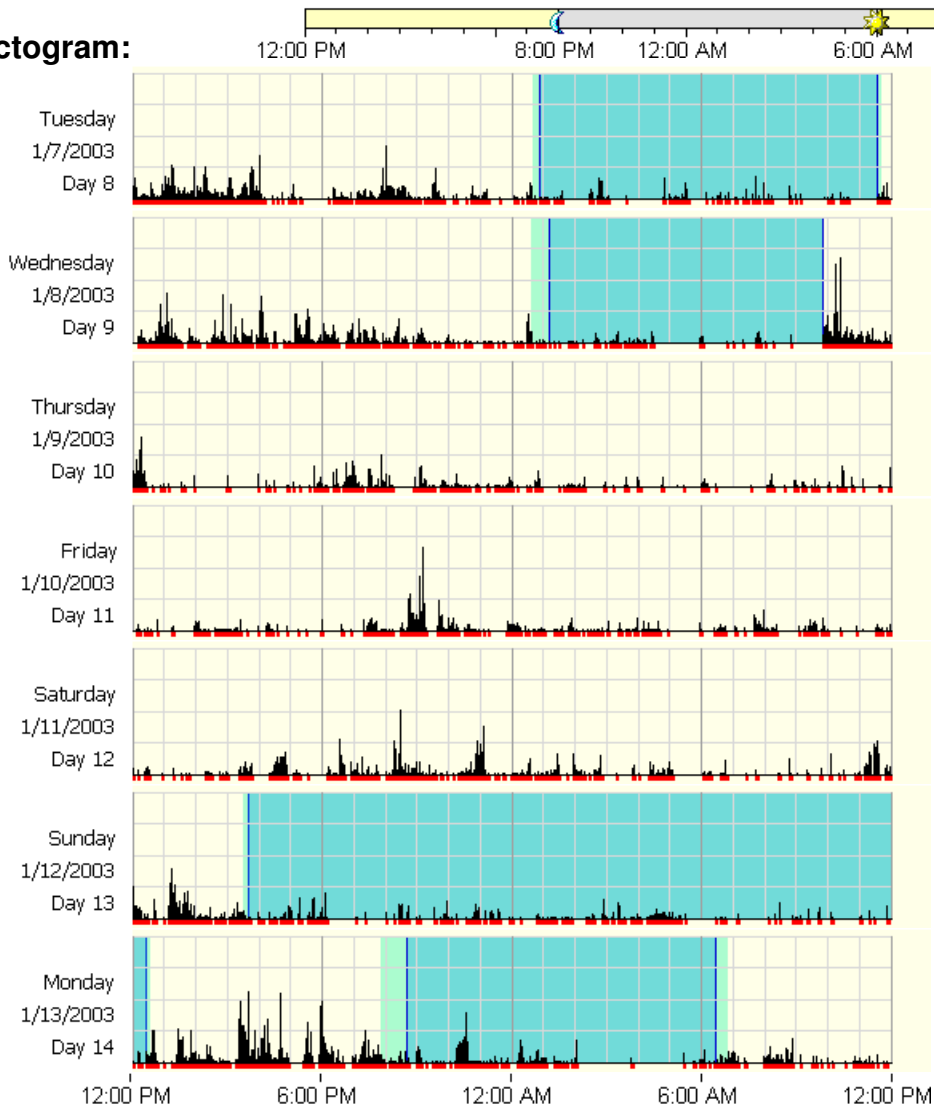 ctogram:
12:00 PM 8:00 PM 12:00 AM 6:00 AM
Tuesday
1/7/2003
Day 8
Wednesday
1/8/2003
Day 9
Thursday
1/9/2003
Day 10
Friday
1/10/2003
Day 11
Saturday
1/11/2003
Day 12
Sunday
1/12/2003
Day 13
Monday
1/13/2003
Day 14
12:00 PM 6:00 PM 12:00 AM 6:00 AM 12:00 PM